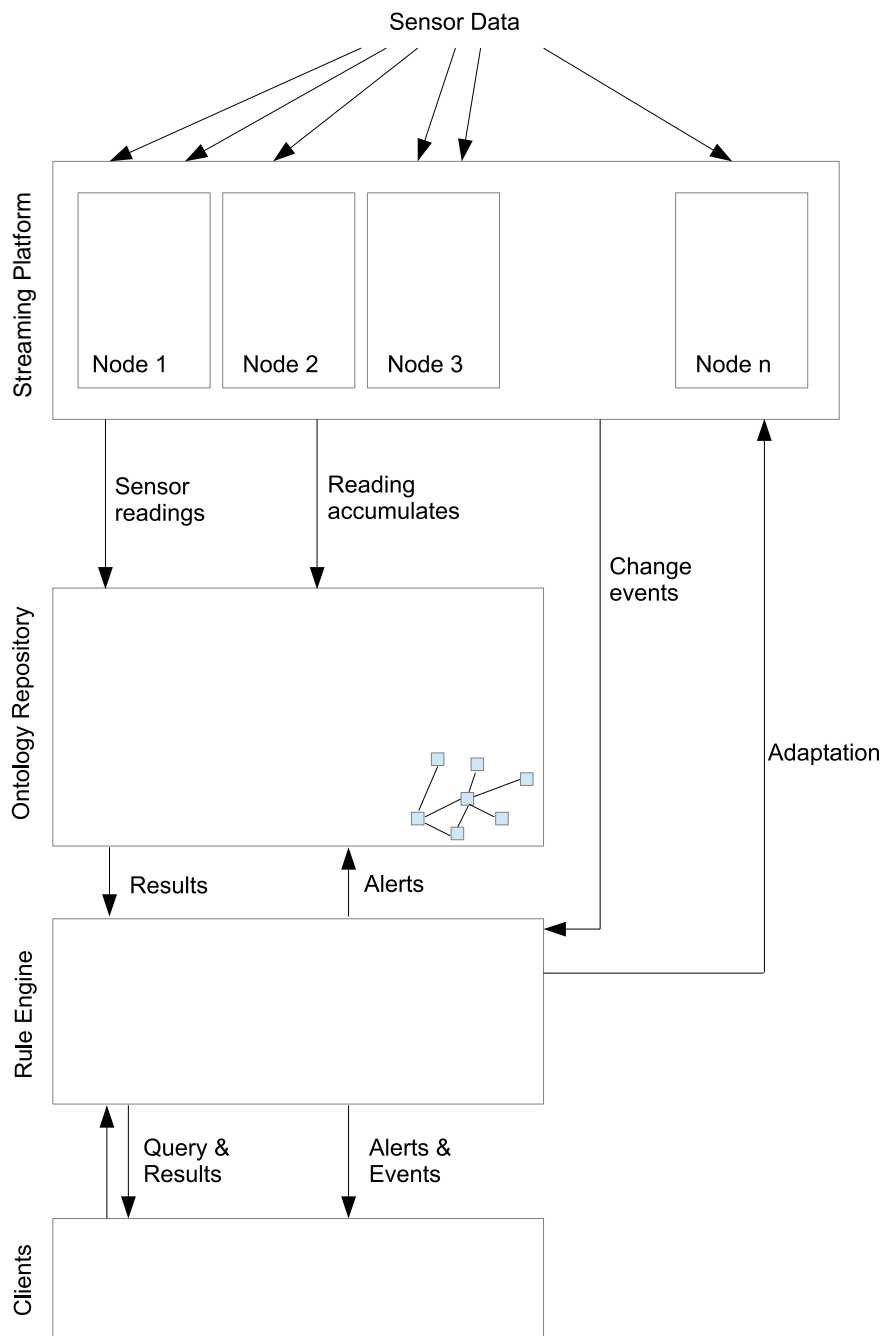 Sensor Data
Streaming Platform
Node 1
Node 2
Node 3
Node n
Sensor
readings
Reading
accumulates
Change
events
Ontology Repository
Adaptation
Results
Alerts
Rule Engine
Query &
Results
Alerts &
Events
Clients